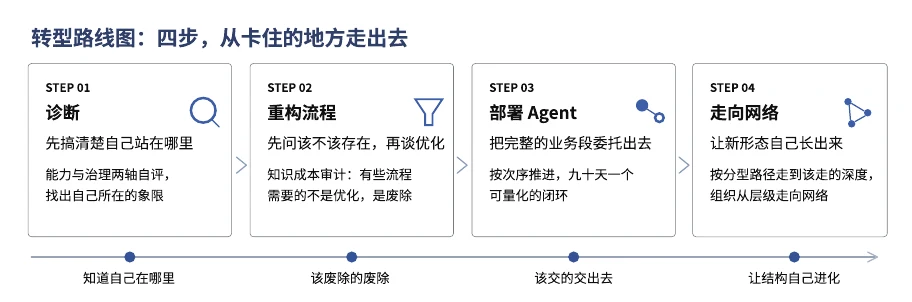 转型路线图：四步，从卡住的地方走出去
STEP 01
诊断
先搞清楚自己站在哪里
能力与治理两轴自评，
找出自己所在的象限
STEP 02
重构流程
先问该不该存在，再谈优化
知识成本审计：有些流程
需要的不是优化，是废除
STEP 03
部署 Agent
把完整的业务段委托出去
按次序推进，九十天一个
可量化的闭环
STEP 04
走向网络
让新形态自己长出来
按分型路径走到该走的深度，
组织从层级走向网络
知道自己在哪里
该废除的废除
该交的交出去
让结构自己进化